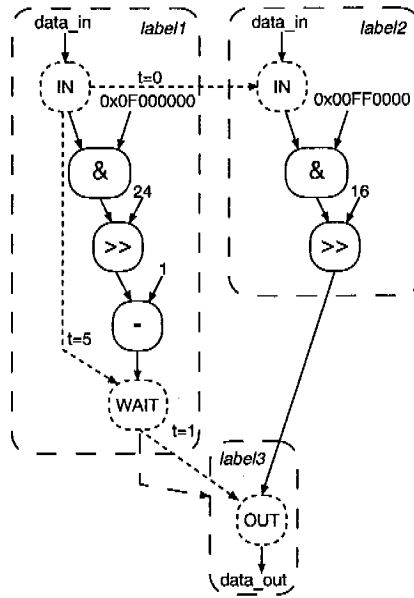 data_in
label1
data_in
label2
IN
t=0
IN
0x0F000000
0x00FF0000
&
&
24
16
>>
>>
1
-
t=5
WAIT
t=1
label3
OUT
data_out